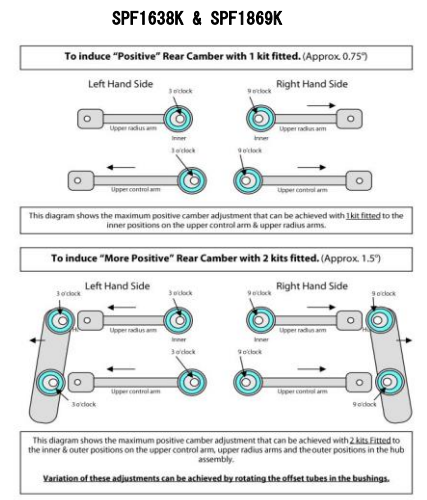 SPF1638K & SPF1869K
To induce "Positive" Rear Camber with 1 kit fitted. (Approx. 0.75")
Left Hand Side
Right Hand Side
3 o'clock
9 o'clock
Upper radius arm
Inner
Inner
Upper radius arm
3 o'clock
9 o'clock
Upper control arm
Upper control arm
This diagram shows the maximum positive camber adjustment that can be achieved with 1kit fitted to the
inner positions on the upper control arm & upper radius arms.
To induce "More Positive" Rear Camber with 2 kits fitted. (Approx. 1.5")
Left Hand Side
Right Hand Side
3 o'clock
3 o'clock
9 o'clock
9 o'clock
Upper radius arm
Inner
Inner
Upper radius arm
3 o'clock
9 o'clock
Upper control arm
Upper control arm
3 o'clock
9 o'clock
This diagram shows the maximum positive camber adjustment that can be achieved with 2 kits Fitted to
the inner & outer positions on the upper control arm, upper radius arms and the outer positions in the hub
assembly.
Variation of these adjustments can be achieved by rotating the offset tubes in the bushings.